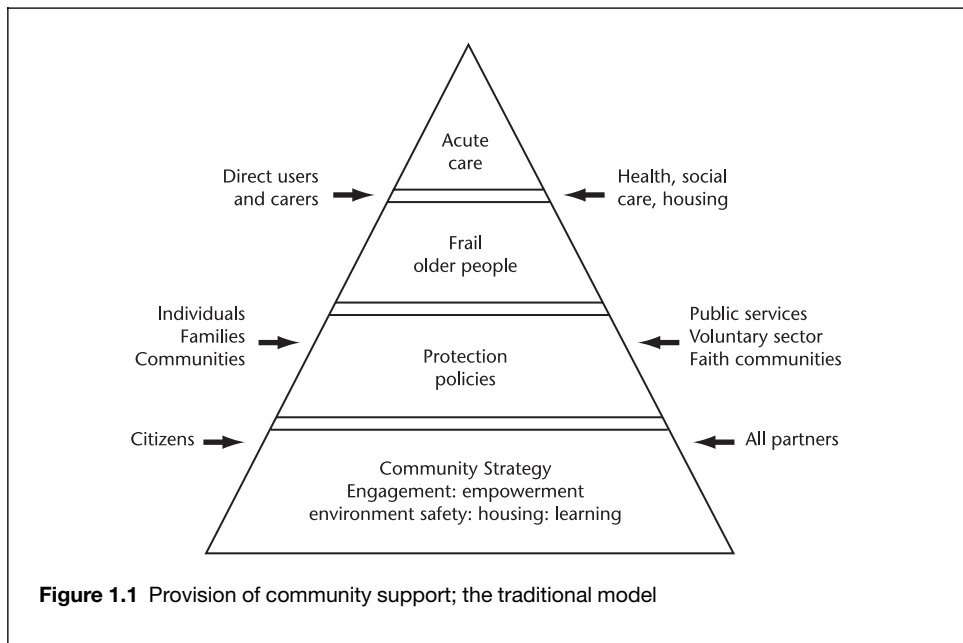 Acute
care
Direct users
and carers
Health, social
care, housing
Frail
older people
Individuals
Families
Communities
Public services
Voluntary sector
Faith communities
Protection
policies
Citizens
All partners
Community Strategy
Engagement: empowerment
environment safety: housing: learning
Figure 1.1 Provision of community support; the traditional model